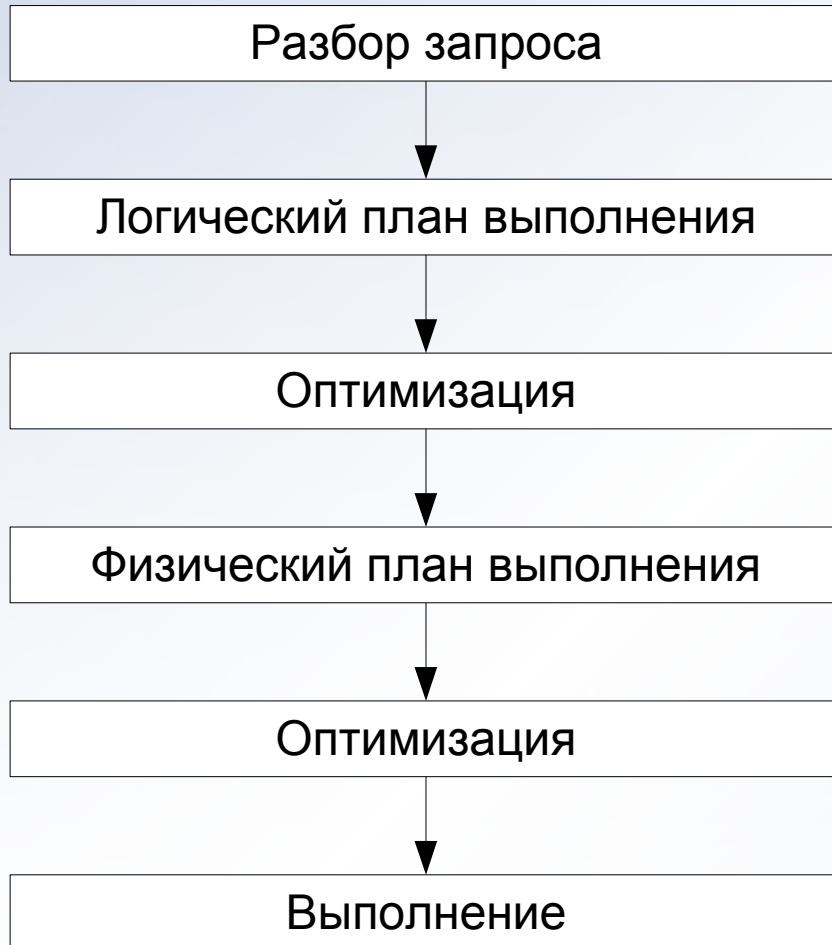 Разбор запроса
Логический план выполнения
Оптимизация
Физический план выполнения
Оптимизация
Выполнение